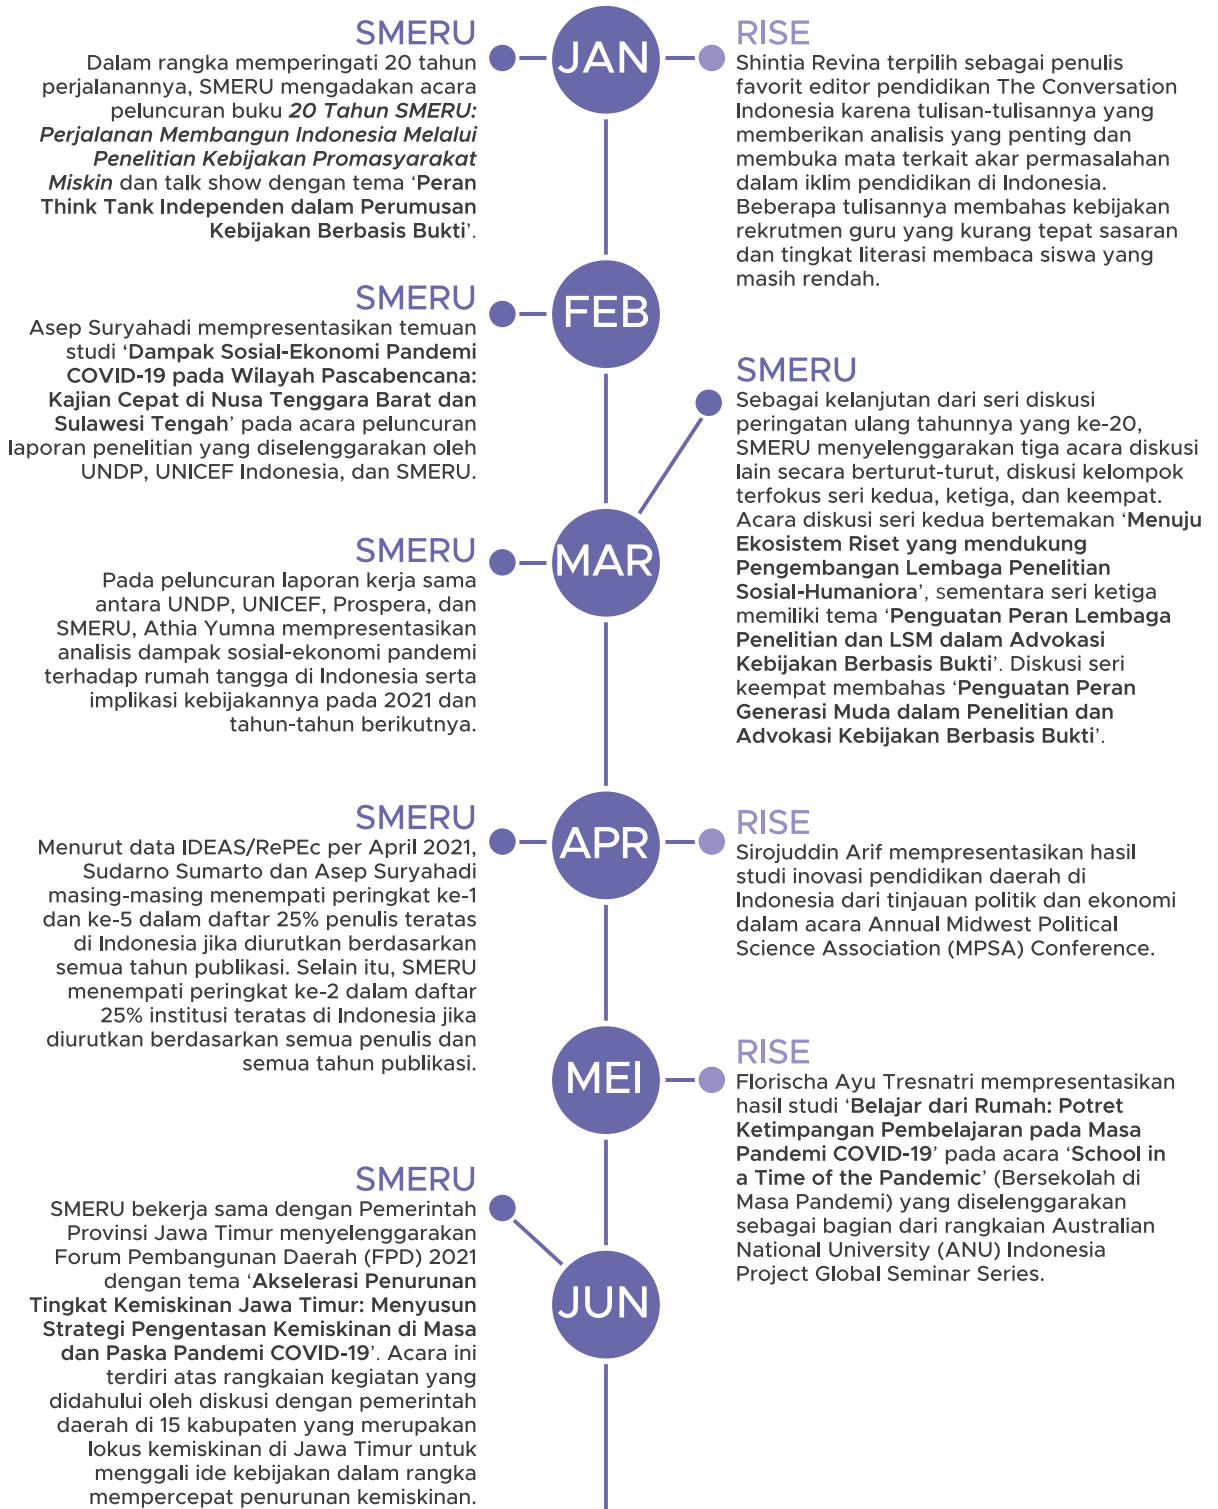 JAN
SMERU
Dalam rangka memperingati 20 tahun
perjalanannya, SMERU mengadakan acara
peluncuran buku 20 Tahun SMERU:
Perjalanan Membangun Indonesia Melalui
Penelitian Kebijakan Promasyarakat
Miskin dan talk show dengan tema ‘Peran
Think Tank Independen dalam Perumusan
Kebijakan Berbasis Bukti’.
RISE
Shintia Revina terpilih sebagai penulis
favorit editor pendidikan The Conversation
Indonesia karena tulisan-tulisannya yang
memberikan analisis yang penting dan
membuka mata terkait akar permasalahan
dalam iklim pendidikan di Indonesia.
Beberapa tulisannya membahas kebijakan
rekrutmen guru yang kurang tepat sasaran
dan tingkat literasi membaca siswa yang
masih rendah.
FEB
SMERU
Asep Suryahadi mempresentasikan temuan
studi ‘Dampak Sosial-Ekonomi Pandemi
COVID-19 pada Wilayah Pascabencana:
Kajian Cepat di Nusa Tenggara Barat dan
Sulawesi Tengah’ pada acara peluncuran
laporan penelitian yang diselenggarakan oleh
UNDP, UNICEF Indonesia, dan SMERU.
MAR
SMERU
Pada peluncuran laporan kerja sama
antara UNDP, UNICEF, Prospera, dan
SMERU, Athia Yumna mempresentasikan
analisis dampak sosial-ekonomi pandemi
terhadap rumah tangga di Indonesia serta
implikasi kebijakannya pada 2021 dan
tahun-tahun berikutnya.
SMERU
Sebagai kelanjutan dari seri diskusi
peringatan ulang tahunnya yang ke-20,
SMERU menyelenggarakan tiga acara diskusi
lain secara berturut-turut, diskusi kelompok
terfokus seri kedua, ketiga, dan keempat.
Acara diskusi seri kedua bertemakan ‘Menuju
Ekosistem Riset yang mendukung
Pengembangan Lembaga Penelitian
Sosial-Humaniora’, sementara seri ketiga
memiliki tema ‘Penguatan Peran Lembaga
Penelitian dan LSM dalam Advokasi
Kebijakan Berbasis Bukti’. Diskusi seri
keempat membahas ‘Penguatan Peran
Generasi Muda dalam Penelitian dan
Advokasi Kebijakan Berbasis Bukti’.
APR
SMERU
Menurut data IDEAS/RePEc per April 2021,
Sudarno Sumarto dan Asep Suryahadi
masing-masing menempati peringkat ke-1
dan ke-5 dalam daftar 25% penulis teratas
di Indonesia jika diurutkan berdasarkan
semua tahun publikasi. Selain itu, SMERU
menempati peringkat ke-2 dalam daftar
25% institusi teratas di Indonesia jika
diurutkan berdasarkan semua penulis dan
semua tahun publikasi.
RISE
Sirojuddin Arif mempresentasikan hasil
studi inovasi pendidikan daerah di
Indonesia dari tinjauan politik dan ekonomi
dalam acara Annual Midwest Political
Science Association (MPSA) Conference.
MEI
RISE
Florischa Ayu Tresnatri mempresentasikan
hasil studi ‘Belajar dari Rumah: Potret
Ketimpangan Pembelajaran pada Masa
Pandemi COVID-19’ pada acara ‘School in
a Time of the Pandemic’ (Bersekolah di
Masa Pandemi) yang diselenggarakan
sebagai bagian dari rangkaian Australian
National University (ANU) Indonesia
Project Global Seminar Series.
JUN
SMERU
SMERU bekerja sama dengan Pemerintah
Provinsi Jawa Timur menyelenggarakan
Forum Pembangunan Daerah (FPD) 2021
dengan tema ‘Akselerasi Penurunan
Tingkat Kemiskinan Jawa Timur: Menyusun
Strategi Pengentasan Kemiskinan di Masa
dan Paska Pandemi COVID-19’. Acara ini
terdiri atas rangkaian kegiatan yang
didahului oleh diskusi dengan pemerintah
daerah di 15 kabupaten yang merupakan
lokus kemiskinan di Jawa Timur untuk
menggali ide kebijakan dalam rangka
mempercepat penurunan kemiskinan.